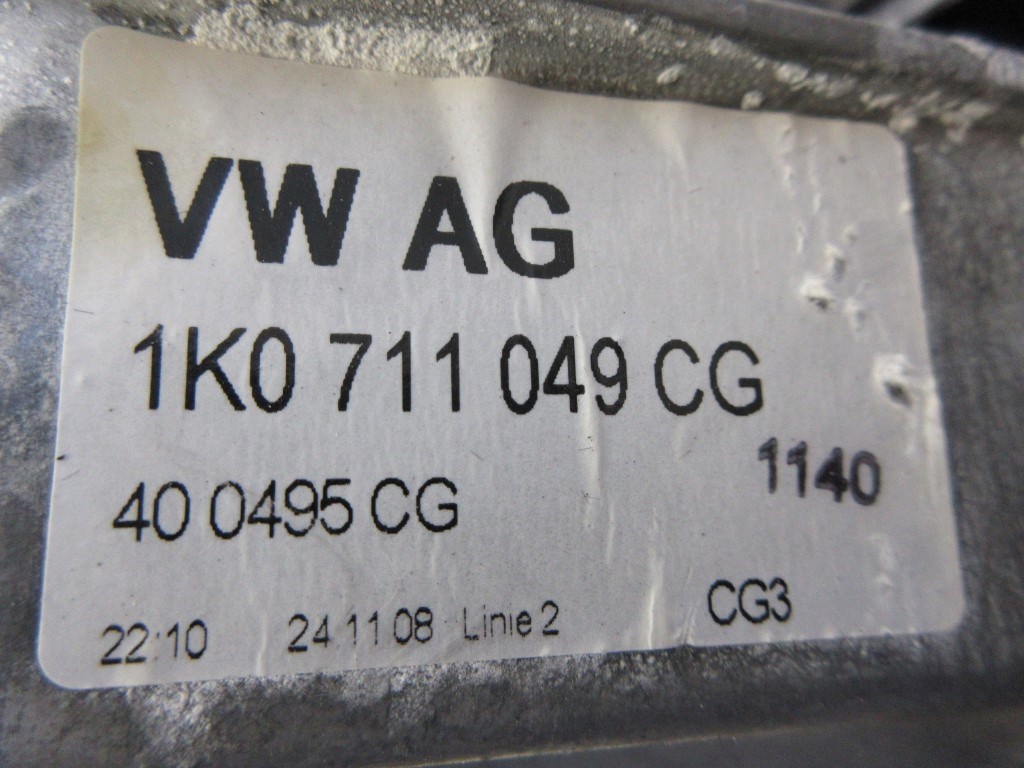 VW AG
1K0 711 049 CG
1140
40 0495 CG
22:10 24.11.08 Linie 2 CG3